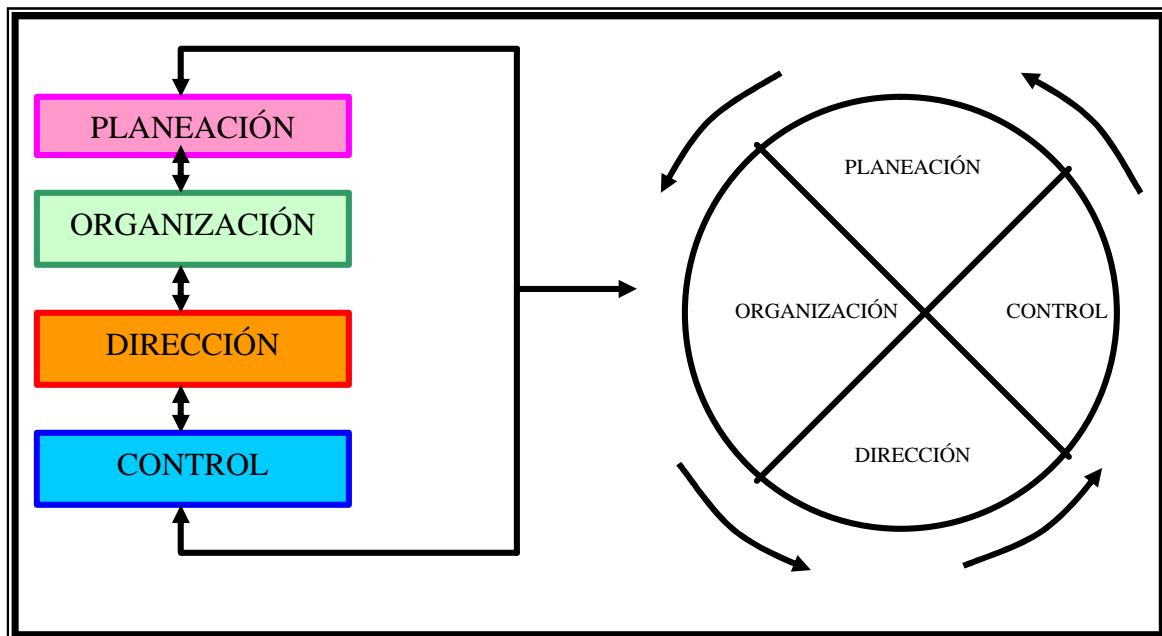 PLANEACIÓN
ORGANIZACIÓN
DIRECCIÓN
CONTROL
PLANEACIÓN
ORGANIZACIÓN
CONTROL
DIRECCIÓN